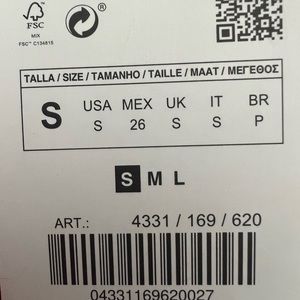 FSC
MIX
FSC™ C134815
®
TALLA / SIZE / TAMANHO / TAILLE / MAAT / ΜΕΓΕΘΟΣ
S USA MEX UK IT BR
S 26 S S P
S M L
ART.: 4331 / 169 / 620
04331169620027